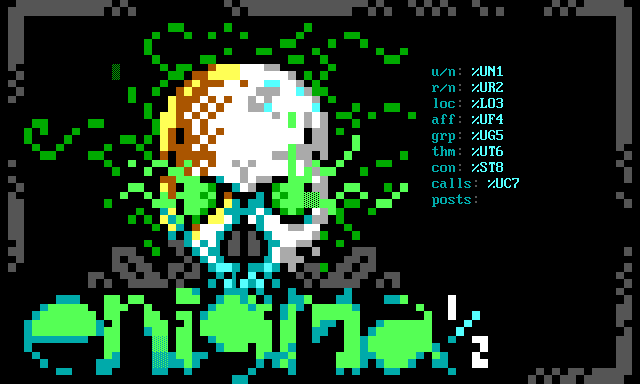 u/n: %UN1
r/n: %UR2
loc: %LO3
aff: %UF4
grp: %UG5
thm: %UT6
con: %ST8
calls: %UC7
posts:
enigma
1/2